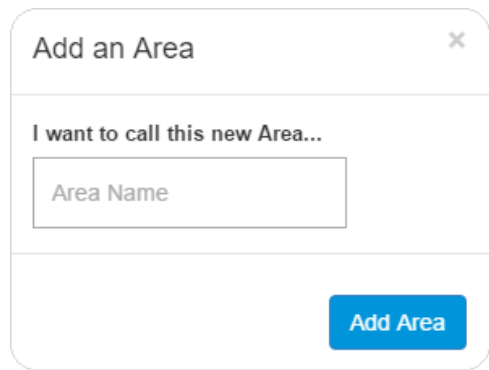 Add an Area
×
I want to call this new Area...
Area Name
Add Area